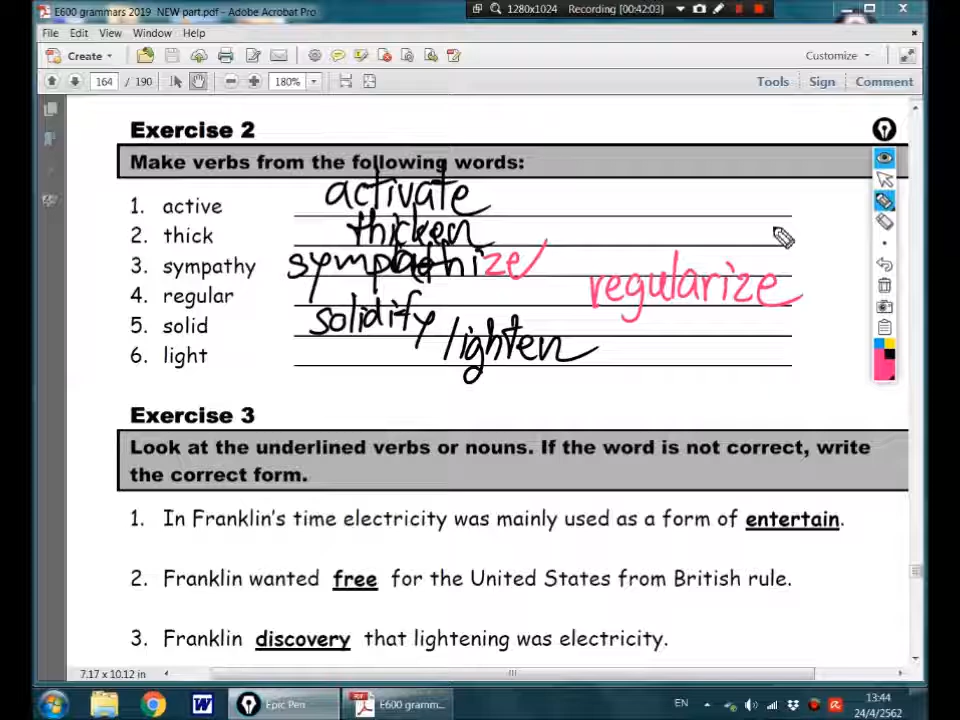 E600 grammars 2019 NEW part.pdf - Adobe Acrobat Pro
1280x1024 Recording [00:42:03]
File Edit View Window Help
Create Customize
164 / 190 180% Tools Sign Comment
Exercise 2
Make verbs from the following words:
1. active activate
2. thick thicken
3. sympathy sympathize
4. regular regularize
5. solid solidify
6. light lighten
Exercise 3
Look at the underlined verbs or nouns. If the word is not correct, write
the correct form.
1. In Franklin's time electricity was mainly used as a form of entertain.
2. Franklin wanted free for the United States from British rule.
3. Franklin discovery that lightening was electricity.
7.17 x 10.12 in
Epic Pen E600 gramm... EN 13:44
24/4/2562